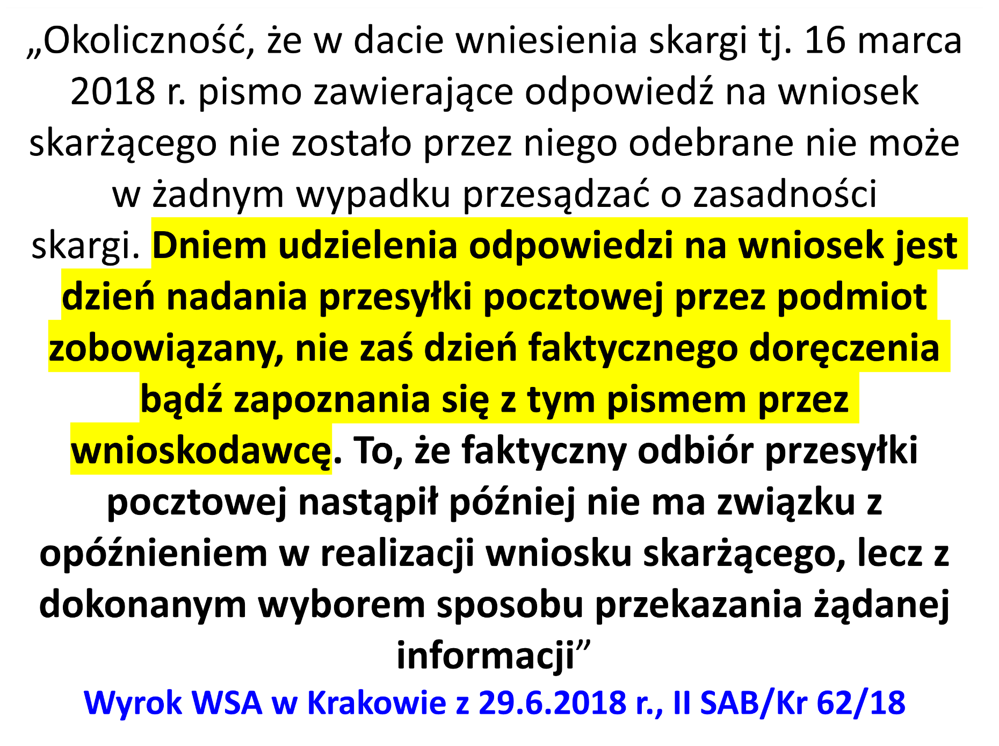 „Okoliczność, że w dacie wniesienia skargi tj. 16 marca
2018 r. pismo zawierające odpowiedź na wniosek
skarżącego nie zostało przez niego odebrane nie może
w żadnym wypadku przesądzać o zasadności
skargi. Dniem udzielenia odpowiedzi na wniosek jest
dzień nadania przesyłki pocztowej przez podmiot
zobowiązany, nie zaś dzień faktycznego doręczenia
bądź zapoznania się z tym pismem przez
wnioskodawcę. To, że faktyczny odbiór przesyłki
pocztowej nastąpił później nie ma związku z
opóźnieniem w realizacji wniosku skarżącego, lecz z
dokonanym wyborem sposobu przekazania żądanej
informacji”
Wyrok WSA w Krakowie z 29.6.2018 r., II SAB/Kr 62/18